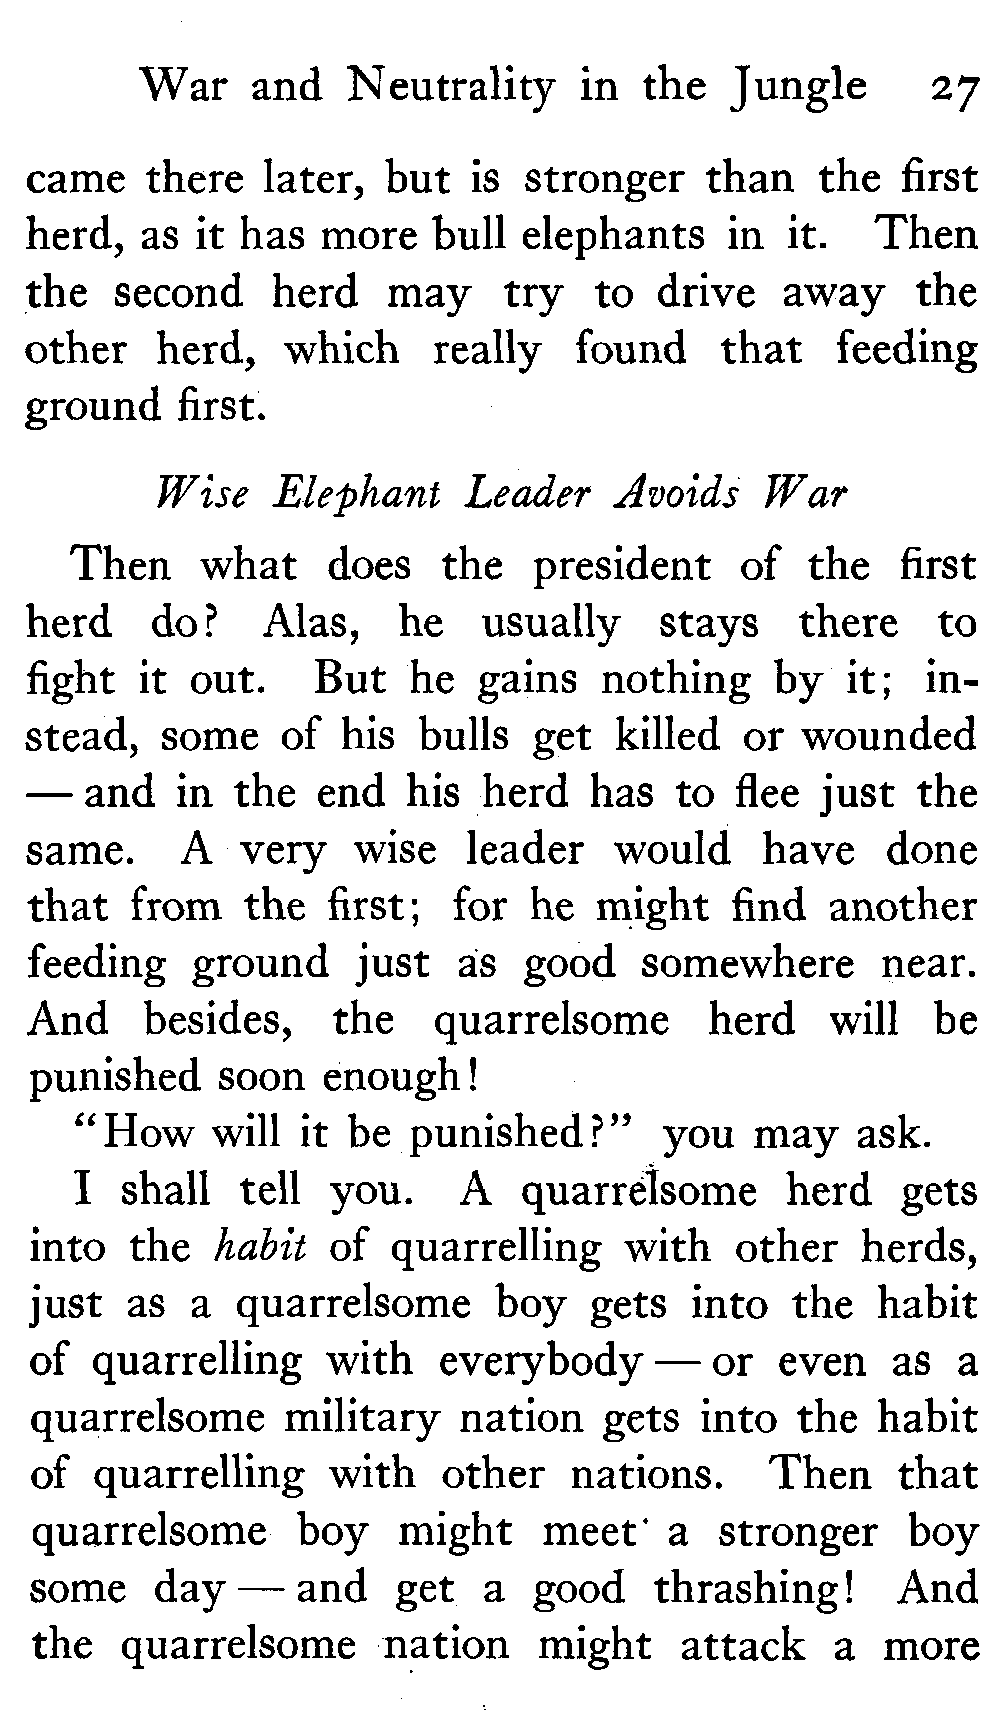 War and Neutrality in the Jungle 27
came there later, but is stronger than the first
herd, as it has more bull elephants in it. Then
the second herd may try to drive away the
other herd, which really found that feeding
ground first.
Wise Elephant Leader Avoids War
Then what does the president of the first
herd do? Alas, he usually stays there to
fight it out. But he gains nothing by it; in-
stead, some of his bulls get killed or wounded
— and in the end his herd has to flee just the
same. A very wise leader would have done
that from the first; for he might find another
feeding ground just as good somewhere near.
And besides, the quarrelsome herd will be
punished soon enough!
"How will it be punished?" you may ask.
I shall tell you. A quarrelsome herd gets
into the habit of quarrelling with other herds,
just as a quarrelsome boy gets into the habit
of quarrelling with everybody — or even as a
quarrelsome military nation gets into the habit
of quarrelling with other nations. Then that
quarrelsome boy might meet a stronger boy
some day — and get a good thrashing! And
the quarrelsome nation might attack a more